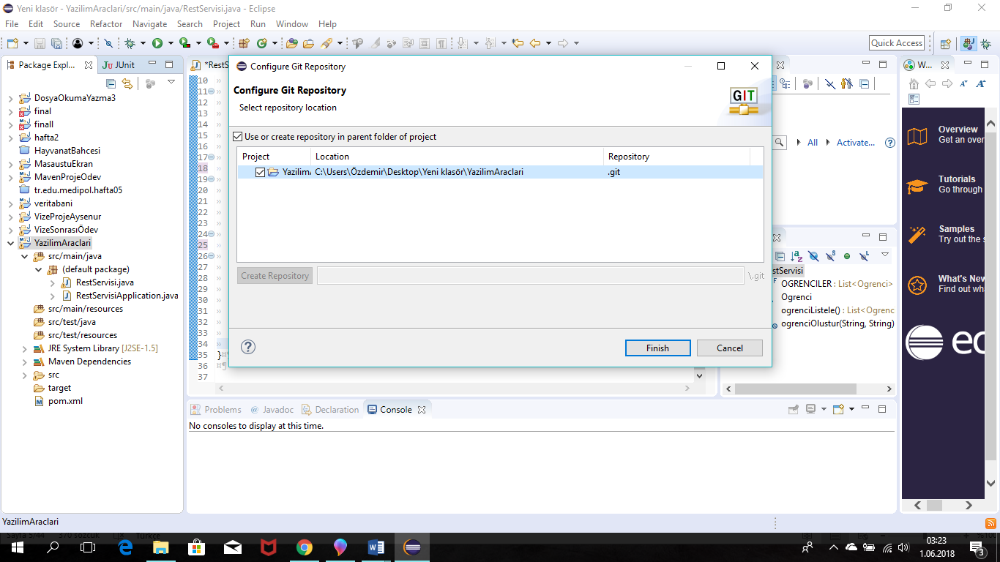 Yeni klasör - YazilimAraclari/src/main/java/RestServisi.java - Eclipse
File Edit Source Refactor Navigate Search Project Run Window Help
Quick Access
Package Expl...
JUnit
DosyaOkumaYazma3
final
finall
hafta2
HayvanatBahcesi
MasaustuEkran
MavenProjeOdev
tr.edu.medipol.hafta05
veritabani
VizeProjeAysenur
VizeSonrasıÖdev
YazilimAraclari
src/main/java
(default package)
RestServisi.java
RestServisiApplication.java
src/main/resources
src/test/java
src/test/resources
JRE System Library [J2SE-1.5]
Maven Dependencies
src
target
pom.xml
*RestS
10
11
12
13
14
15
16
17
18
19
20
21
22
23
24
25
26
27
28
29
30
31
32
33
34
35 }
36
37
Configure Git Repository
Configure Git Repository
Select repository location
GIT
Use or create repository in parent folder of project
Project Location Repository
Yazilim. C:\Users\Özdemir\Desktop\Yeni klasör\YazilimAraclari .git
Create Repository \.git
Finish Cancel
All Activate...
stServisi
OGRENCILER : List<Ogrenci>
Ogrenci
ogrenciListele() : List<Ogrenc
ogrenciOlustur(String, String)
W...
Overview
Get an over
Tutorials
Go through
Samples
Try out the s
What's New
Find out wha
ec
Problems Javadoc Declaration Console
No consoles to display at this time.
YazilimAraclari
Sayfa 5/44 370 sözcük Türkçe
03:23
1.06.2018
3